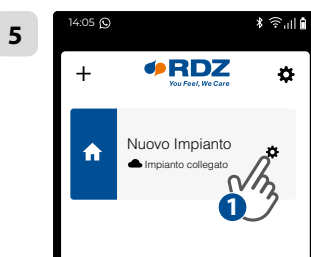 5
14:05
+
RDZ
You Feel, We Care
Nuovo Impianto
Impianto collegato
1